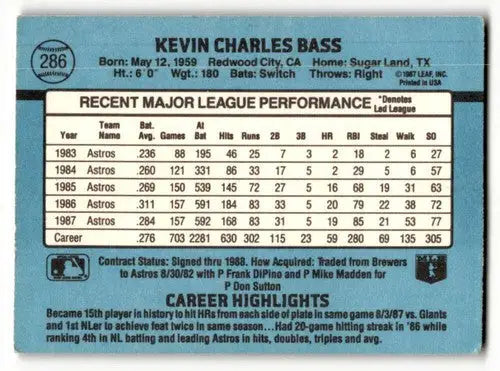 286
KEVIN CHARLES BASS
Born: May 12, 1959 Redwood City, CA Home: Sugar Land, TX
Ht.: 6'0" Wgt.: 180 Bats: Switch Throws: Right
©1987 LEAF, INC.
Printed in USA
RECENT MAJOR LEAGUE PERFORMANCE *Denotes Led League
Year Team Name Bat. Avg. Games At Bat Hits Runs 2B 3B HR RBI Steal Walk SO
1983 Astros .236 88 195 46 25 7 3 2 18 2 6 27
1984 Astros .260 121 331 86 33 17 5 2 29 5 6 57
1985 Astros .269 150 539 145 72 27 5 16 68 19 31 63
1986 Astros .311 157 591 184 83 33 5 20 79 22 38 72
1987 Astros .284 157 592 168 83 31 5 19 85 21 53 77
Career .276 703 2281 630 302 115 23 59 280 69 135 305
Contract Status: Signed thru 1988. How Acquired: Traded from Brewers
to Astros 8/30/82 with P Frank DiPino and P Mike Madden for
P Don Sutton
CAREER HIGHLIGHTS
Became 15th player in history to hit HRs from each side of plate in same game 8/3/87 vs. Giants
and 1st NLer to achieve feat twice in same season...Had 20-game hitting streak in '86 while
ranking 4th in NL batting and leading Astros in hits, doubles, triples and avg.